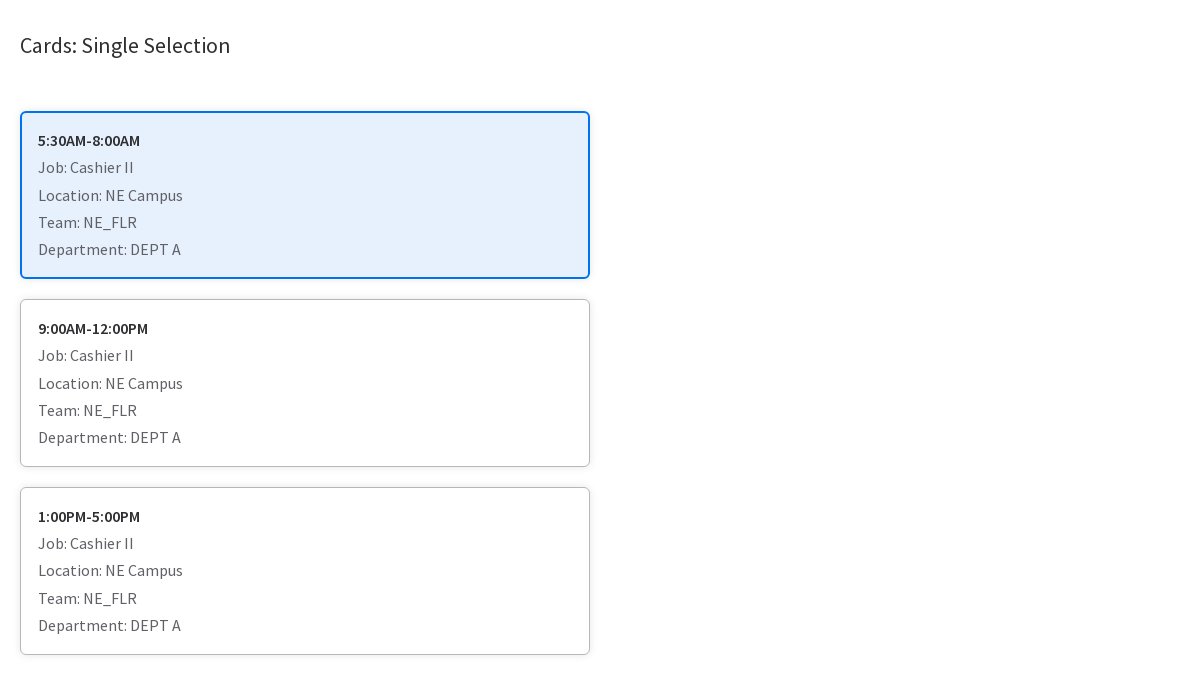 Cards: Single Selection
5:30AM-8:00AM
Job: Cashier II
Location: NE Campus
Team: NE_FLR
Department: DEPT A
9:00AM-12:00PM
Job: Cashier II
Location: NE Campus
Team: NE_FLR
Department: DEPT A
1:00PM-5:00PM
Job: Cashier II
Location: NE Campus
Team: NE_FLR
Department: DEPT A